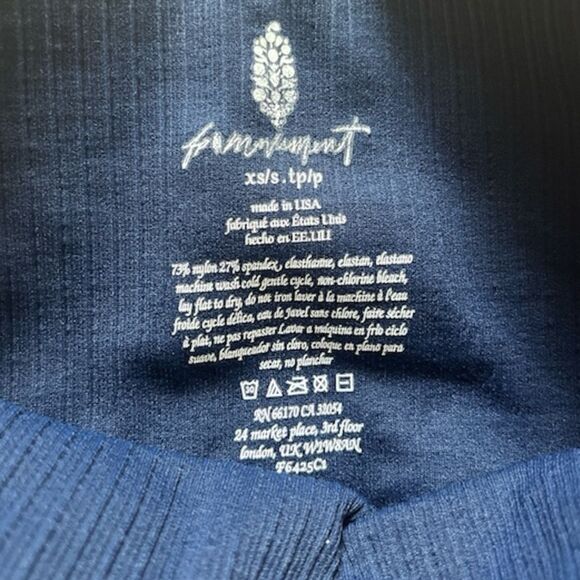 fp movement
xs/s . tp/p
made in USA
fabriqué aux États Unis
hecho en EE.UU
73% nylon 27% spandex, elasthanne, elastan, elastano
machine wash cold gentle cycle, non-chlorine bleach,
lay flat to dry, do not iron laver à la machine à l'eau
froide cycle délica, eau de Javel sans chlore, faire sécher
à plat, ne pas repasser Lavar a máquina en frío ciclo
suave, blanqueador sin cloro, coloque en plano para
secar, no planchar
30
RN 66170 CA 32054
24 market place, 3rd floor
london, UK W1W8AN
F6425C1